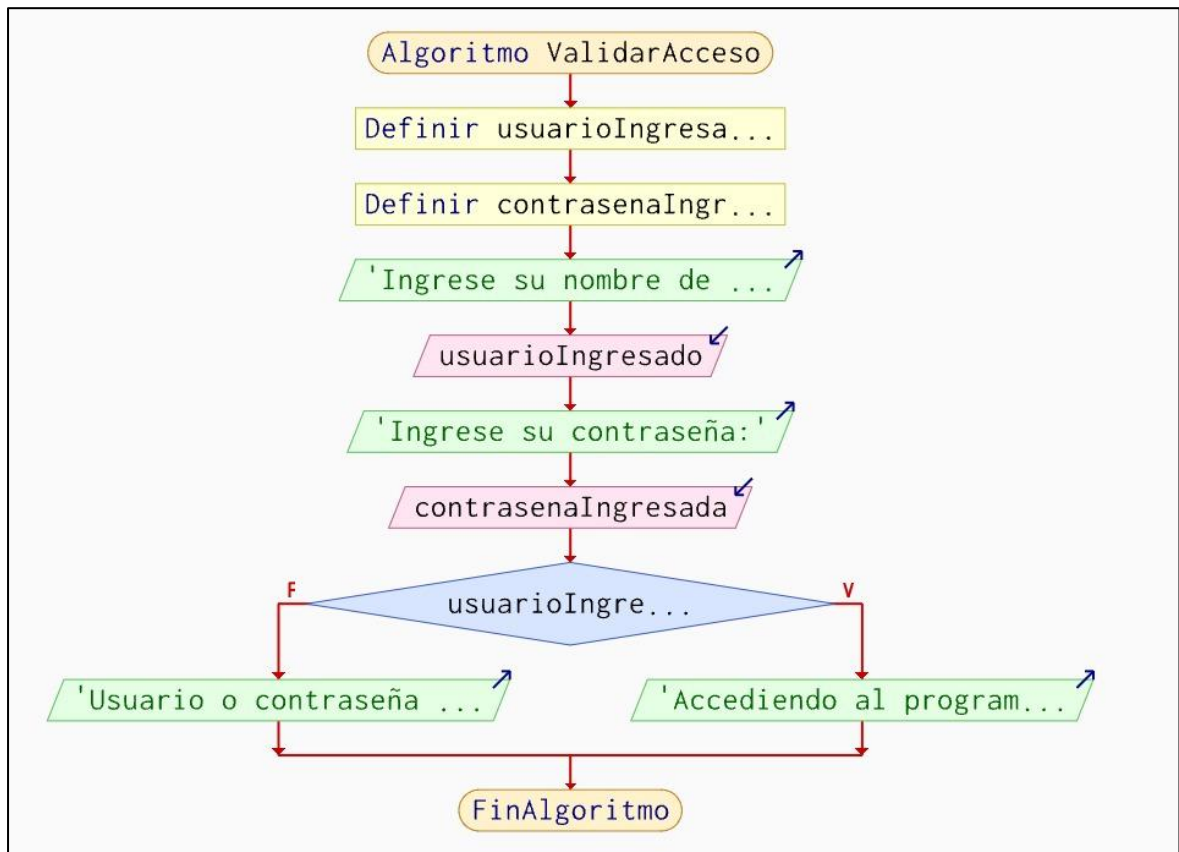 Algoritmo ValidarAcceso
Definir usuarioIngresa...
Definir contrasenaIngr...
'Ingrese su nombre de ...
usuarioIngresado
'Ingrese su contraseña:'
contrasenaIngresada
F
V
usuarioIngre...
'Usuario o contraseña ...
'Accediendo al program...
FinAlgoritmo